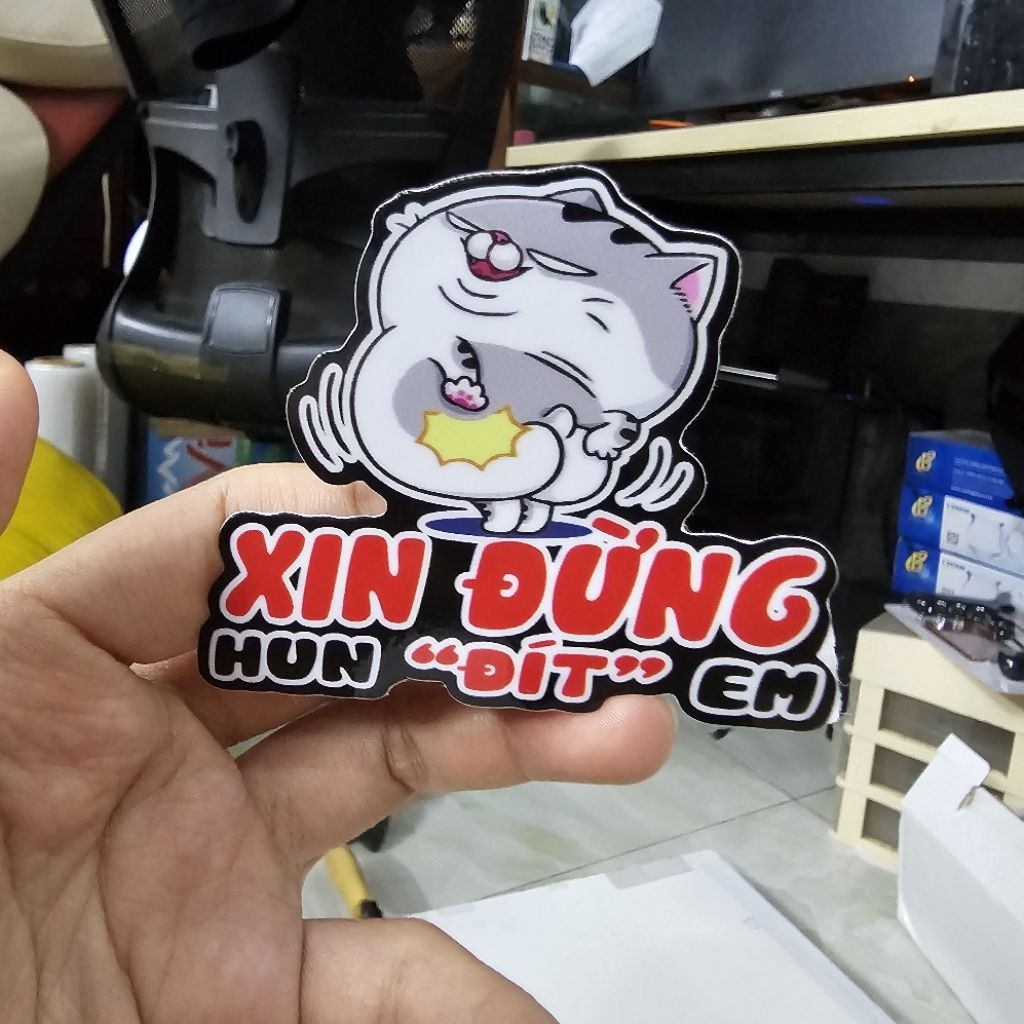 XIN ĐỪNG
HUN “ĐÍT” EM